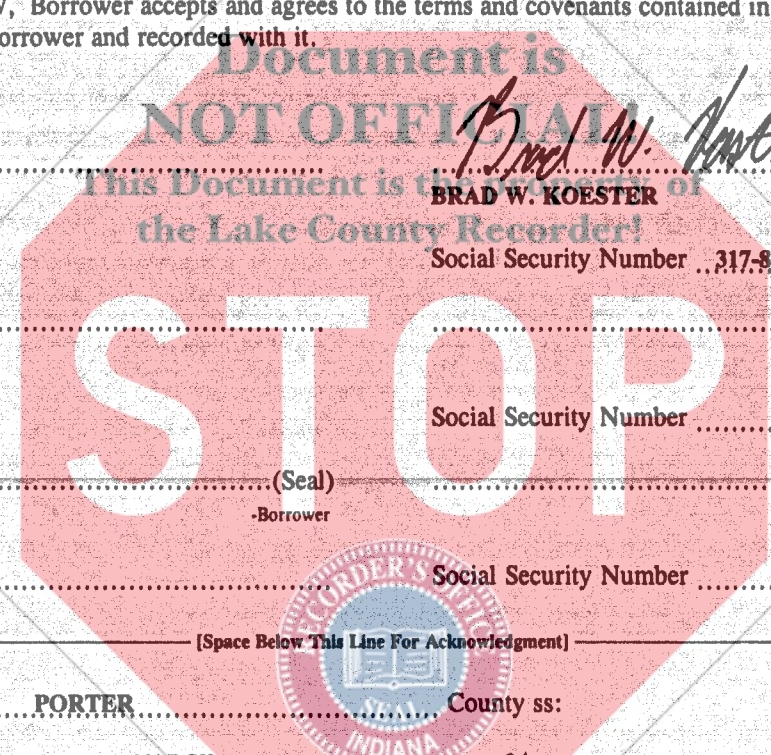 Borrower accepts and agrees to the terms and covenants contained in
orrower and recorded with it.
Document is
NOT OFFICIAL!
Brad W.
This Document is the property of
BRAD W. KOESTER
the Lake County Recorder!
Social Security Number 317-8
STOP
Social Security Number
(Seal)
-Borrower
Social Security Number
[Space Below This Line For Acknowledgment]
PORTER County ss:
RECORDER'S OFFICE
SEAL
INDIANA